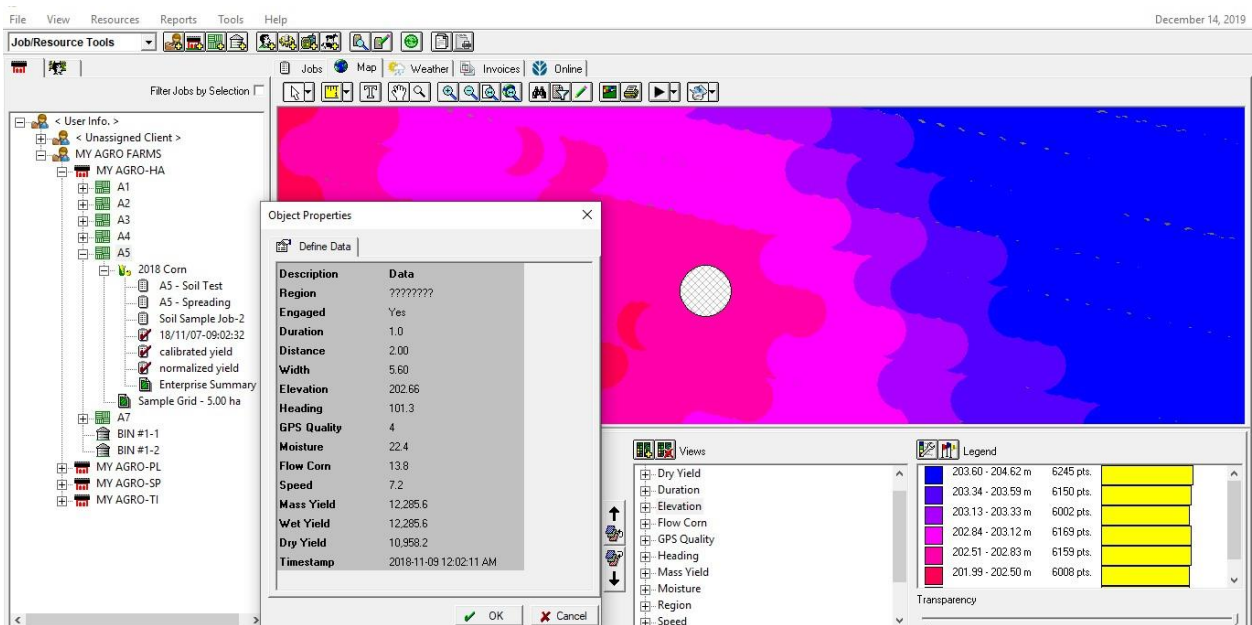 File View Resources Reports Tools Help December 14, 2019
Job/Resource Tools
Jobs Map Weather Invoices Online
Filter Jobs by Selection
< User Info. >
< Unassigned Client >
MY AGRO FARMS
MY AGRO-HA
A1
A2
A3
A4
A5
2018 Corn
A5 - Soil Test
A5 - Spreading
Soil Sample Job-2
18/11/07-09:02:32
calibrated yield
normalized yield
Enterprise Summary
Sample Grid - 5.00 ha
A7
BIN #1-1
BIN #1-2
MY AGRO-PL
MY AGRO-SP
MY AGRO-TI
Object Properties
Define Data
Description Data
Region ????????
Engaged Yes
Duration 1.0
Distance 2.00
Width 5.60
Elevation 202.66
Heading 101.3
GPS Quality 4
Moisture 22.4
Flow Corn 13.8
Speed 7.2
Mass Yield 12,285.6
Wet Yield 12,285.6
Dry Yield 10,958.2
Timestamp 2018-11-09 12:02:11 AM
OK Cancel
Views
Dry Yield
Duration
Elevation
Flow Corn
GPS Quality
Heading
Mass Yield
Moisture
Region
Speed
Legend
203.60 - 204.62 m 6245 pts.
203.34 - 203.59 m 6150 pts.
203.13 - 203.33 m 6002 pts.
202.84 - 203.12 m 6169 pts.
202.51 - 202.83 m 6159 pts.
201.99 - 202.50 m 6008 pts.
Transparency